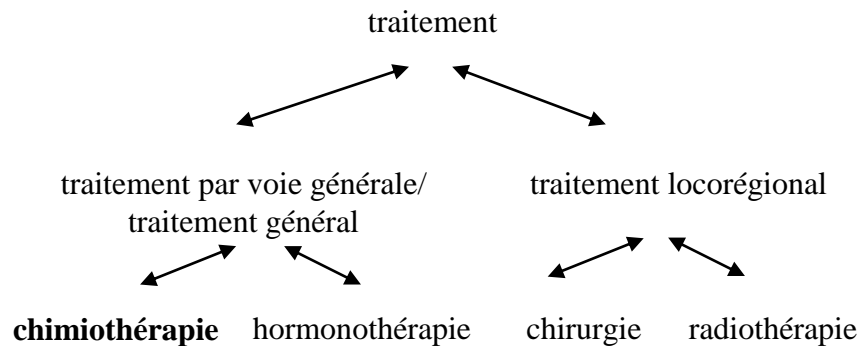 traitement
traitement par voie générale/
traitement général
traitement locorégional
chimiothérapie
hormonothérapie
chirurgie
radiothérapie